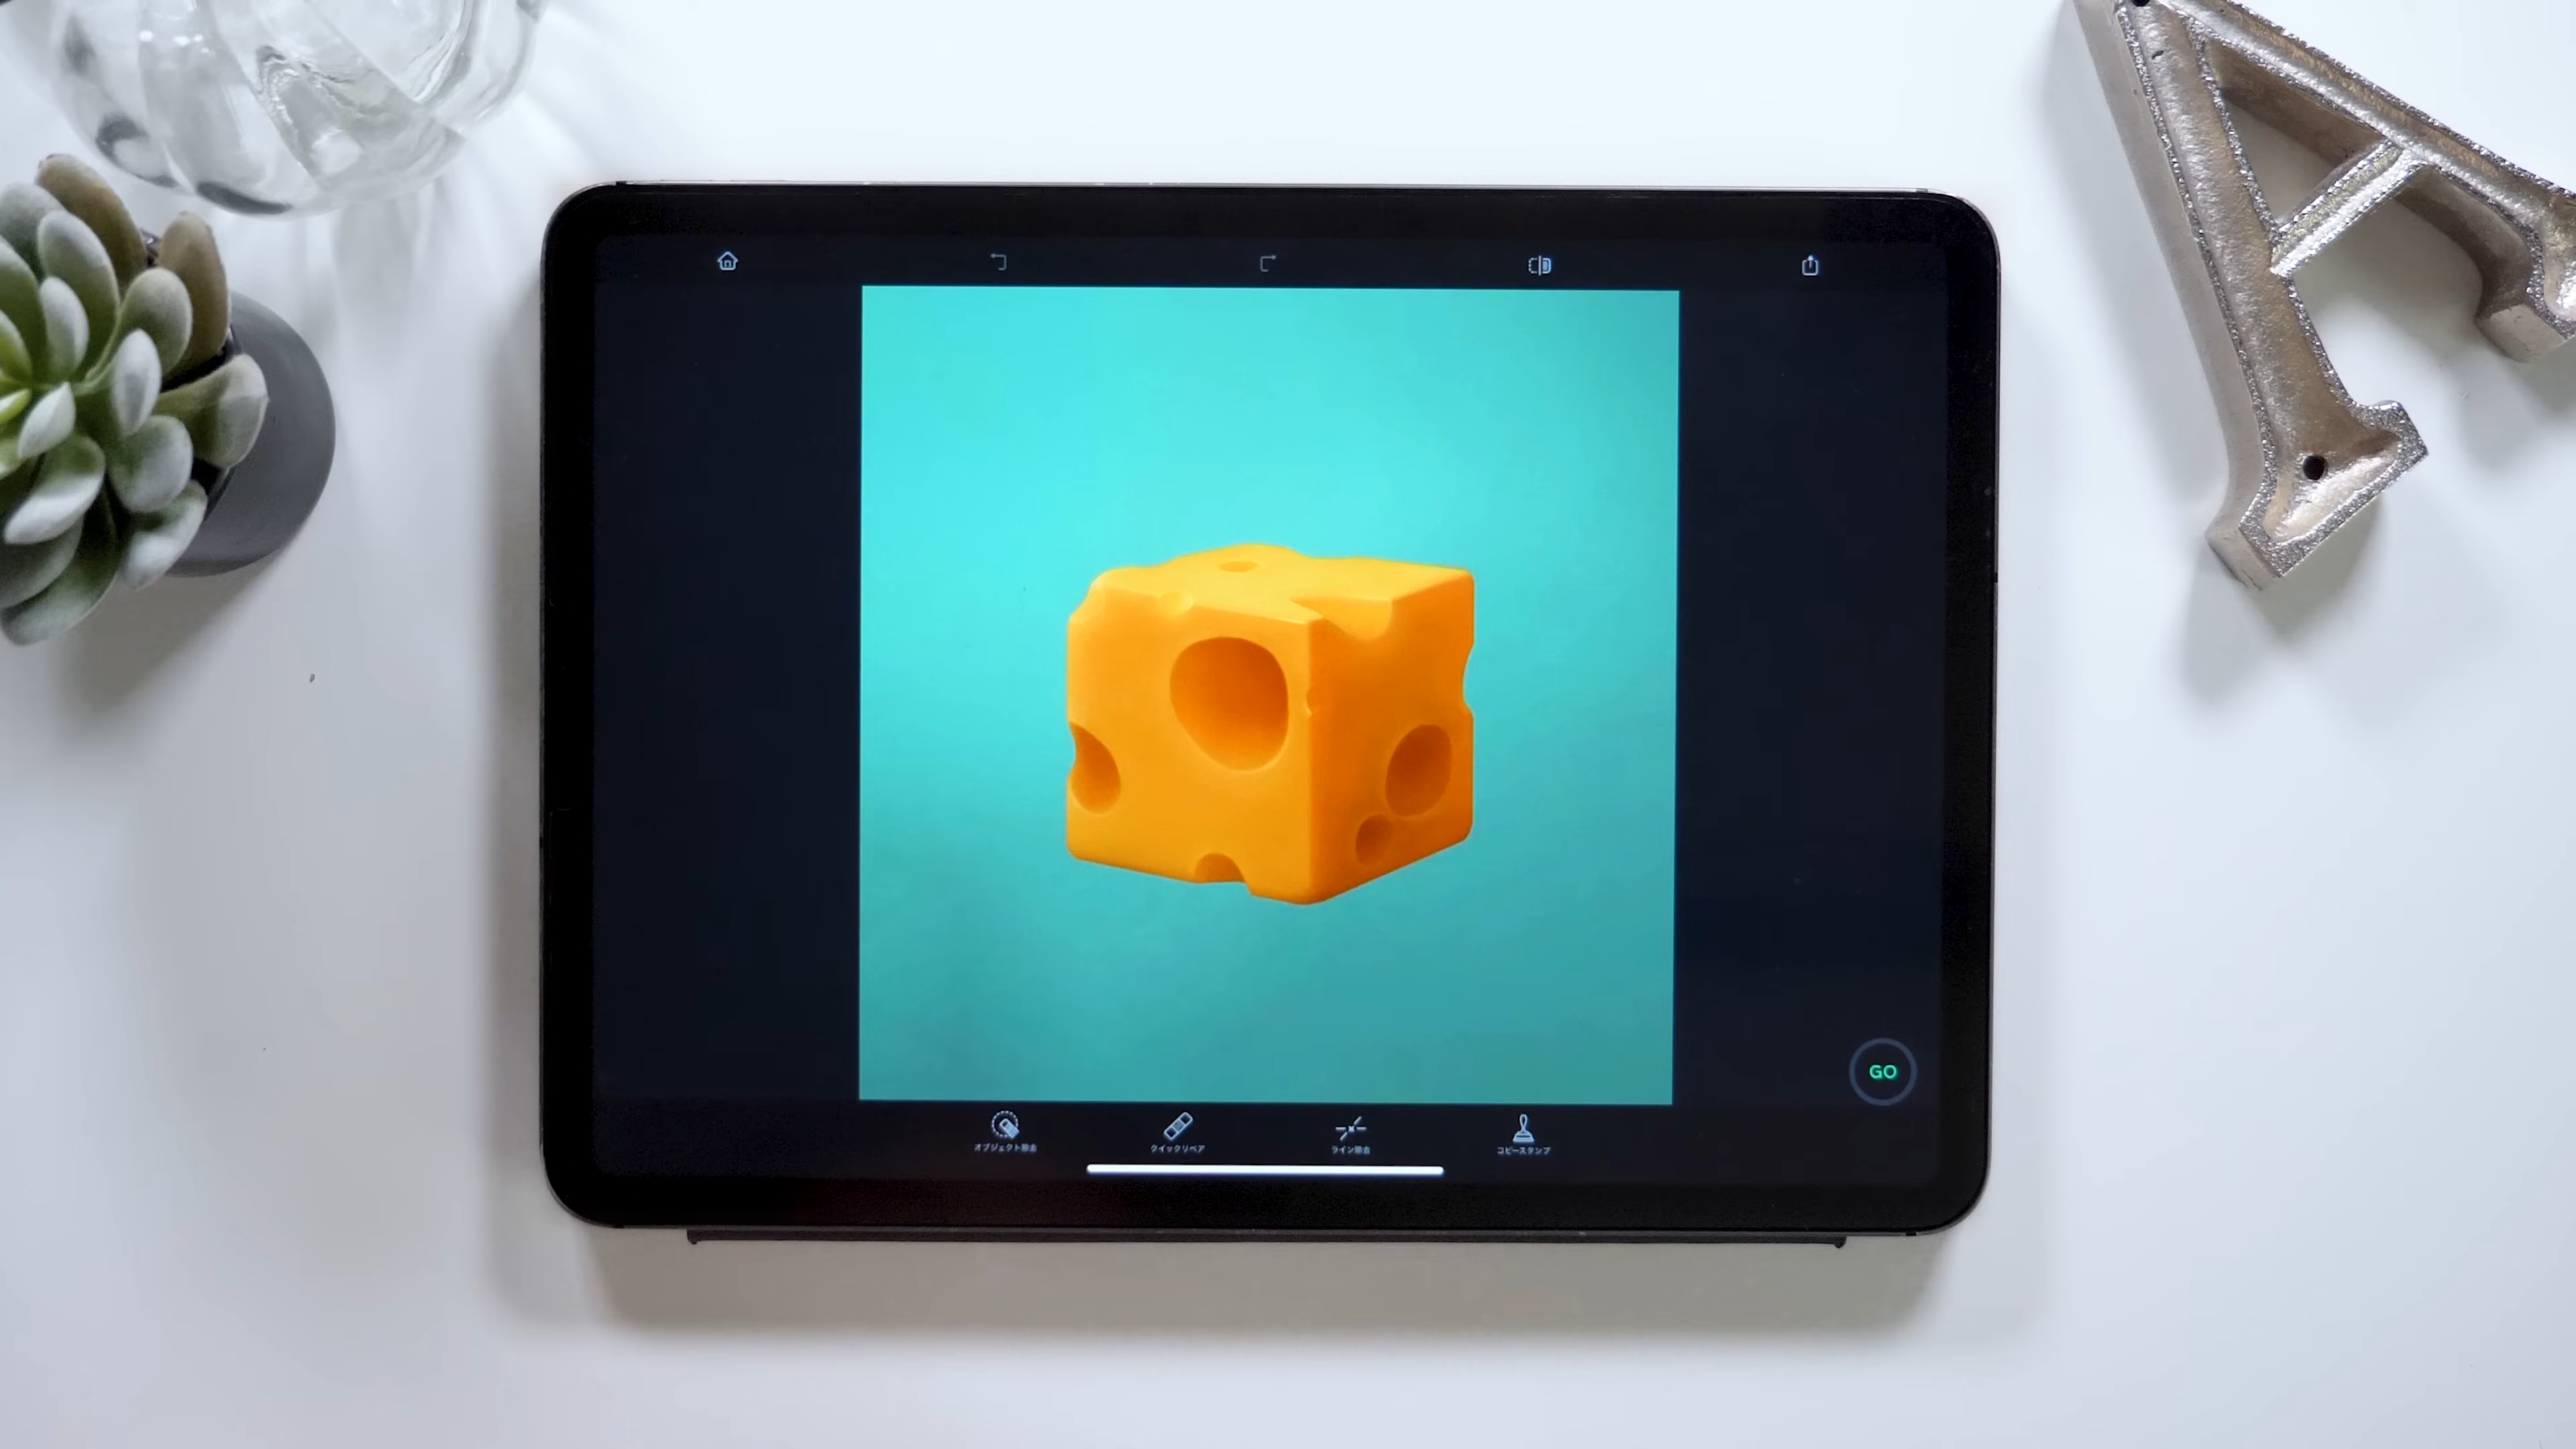 A
GO
オブジェクト除去
クイックリペア
ライン除去
コピースタンプ